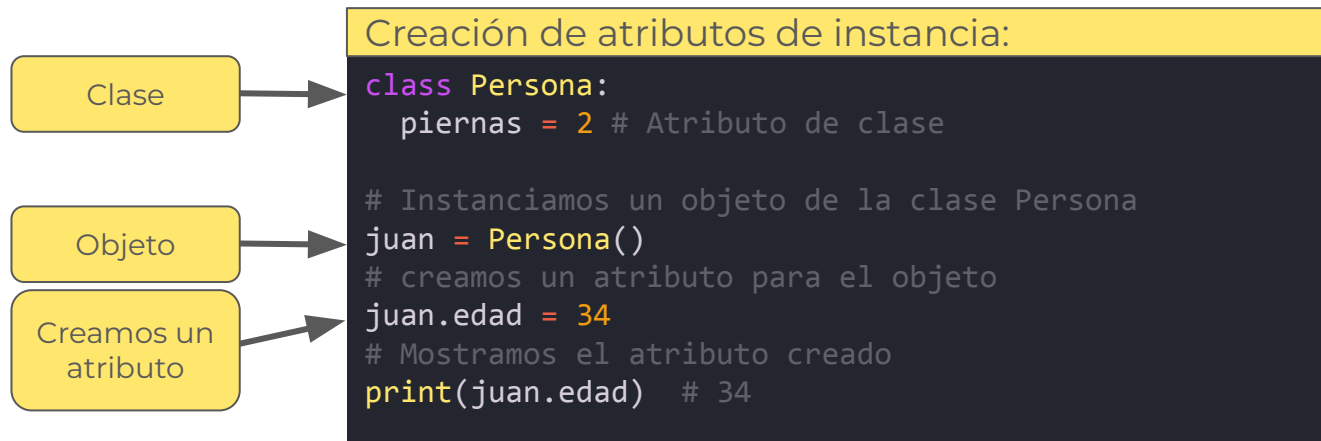 Creación de atributos de instancia:
Clase
class Persona:
piernas = 2 # Atributo de clase
# Instanciamos un objeto de la clase Persona
Objeto
juan = Persona()
# creamos un atributo para el objeto
Creamos un
atributo
juan.edad = 34
# Mostramos el atributo creado
print(juan.edad)  # 34